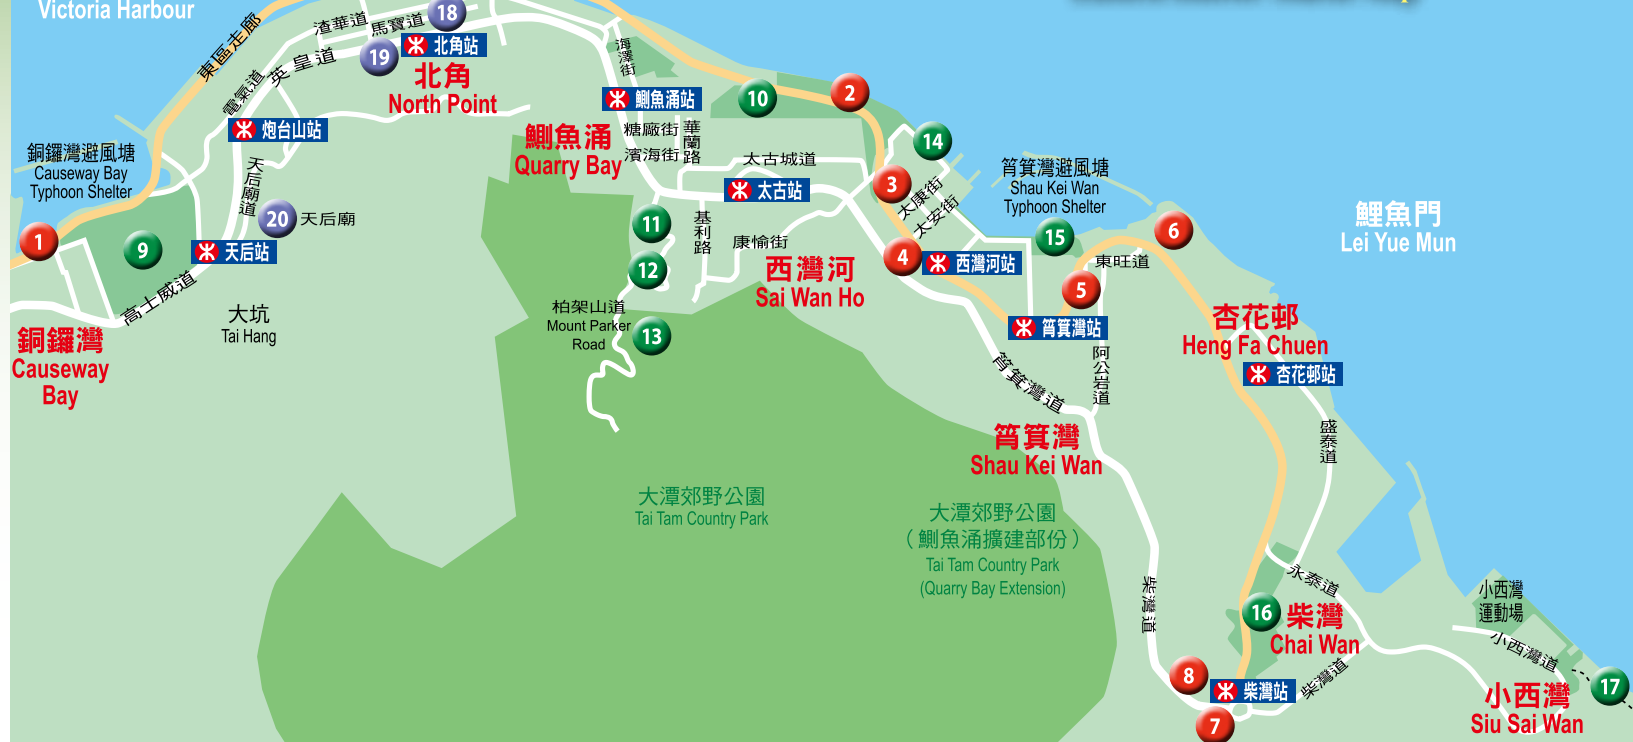 Victoria Harbour
東區走廊
渣華道
馬寶道
18
19
北角站
北角
North Point
英皇道
電氣道
炮台山站
銅鑼灣避風塘
Causeway Bay
Typhoon Shelter
天后廟道
20
天后廟
1
9
天后站
高士威道
大坑
Tai Hang
銅鑼灣
Causeway
Bay
海澤街
鰂魚涌站
鰂魚涌
Quarry Bay
糖廠街
濱海街
華蘭路
10
2
14
太古城道
太古站
3
太康街
太安街
筲箕灣避風塘
Shau Kei Wan
Typhoon Shelter
11
基利路
康愉街
12
西灣河
Sai Wan Ho
4
西灣河站
15
6
東旺道
5
鯉魚門
Lei Yue Mun
柏架山道
Mount Parker
Road
13
筲箕灣站
筲箕灣道
阿公岩道
杏花邨
Heng Fa Chuen
杏花邨站
盛泰道
筲箕灣
Shau Kei Wan
大潭郊野公園
Tai Tam Country Park
大潭郊野公園
（鰂魚涌擴建部份）
Tai Tam Country Park
(Quarry Bay Extension)
柴灣道
永泰道
16
柴灣
Chai Wan
小西灣
運動場
小西灣道
8
柴灣站
柴灣道
7
17
小西灣
Siu Sai Wan